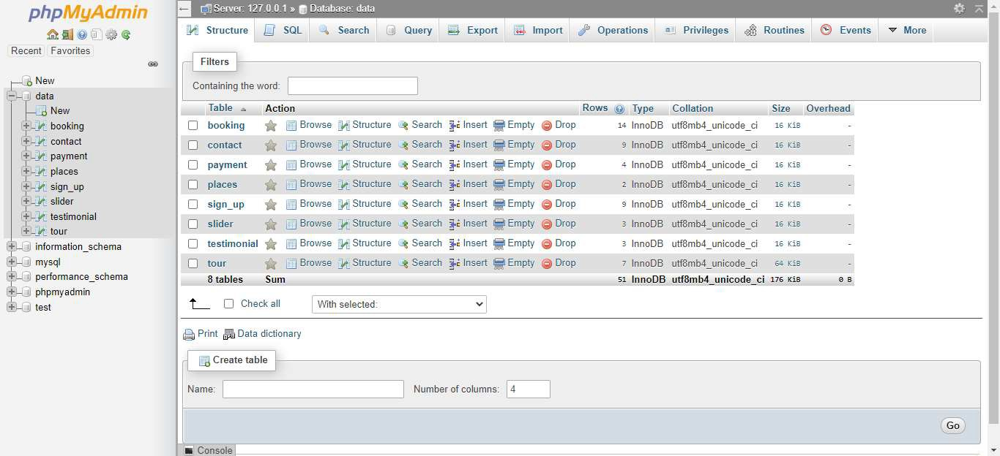 phpMyAdmin
Recent Favorites
New
data
New
booking
contact
payment
places
sign_up
slider
testimonial
tour
information_schema
mysql
performance_schema
phpmyadmin
test
Server: 127.0.0.1 » Database: data
Structure SQL Search Query Export Import Operations Privileges Routines Events More
Filters
Containing the word:
Table Action Rows Type Collation Size Overhead
booking Browse Structure Search Insert Empty Drop 14 InnoDB utf8mb4_unicode_ci 16 KiB -
contact Browse Structure Search Insert Empty Drop 9 InnoDB utf8mb4_unicode_ci 16 KiB -
payment Browse Structure Search Insert Empty Drop 4 InnoDB utf8mb4_unicode_ci 16 KiB -
places Browse Structure Search Insert Empty Drop 2 InnoDB utf8mb4_unicode_ci 16 KiB -
sign_up Browse Structure Search Insert Empty Drop 9 InnoDB utf8mb4_unicode_ci 16 KiB -
slider Browse Structure Search Insert Empty Drop 3 InnoDB utf8mb4_unicode_ci 16 KiB -
testimonial Browse Structure Search Insert Empty Drop 3 InnoDB utf8mb4_unicode_ci 16 KiB -
tour Browse Structure Search Insert Empty Drop 7 InnoDB utf8mb4_unicode_ci 64 KiB -
8 tables Sum 51 InnoDB utf8mb4_unicode_ci 176 KiB 0 B
Check all With selected:
Print Data dictionary
Create table
Name: Number of columns: 4
Go
Console